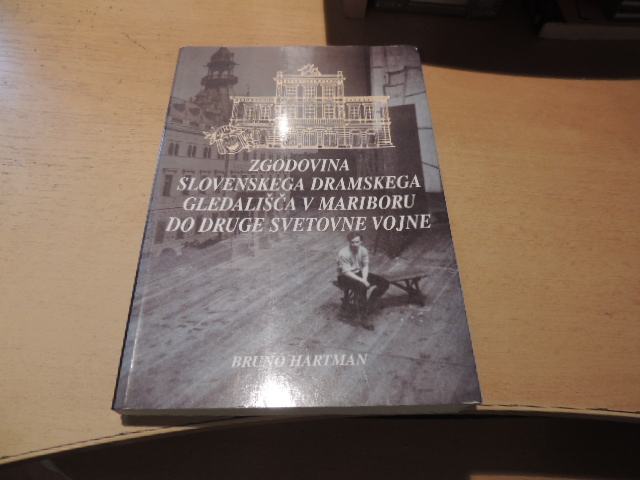 ZGODOVINA
SLOVENSKEGA DRAMSKEGA
GLEDALIŠČA V MARIBORU
DO DRUGE SVETOVNE VOJNE
BRUNO HARTMAN